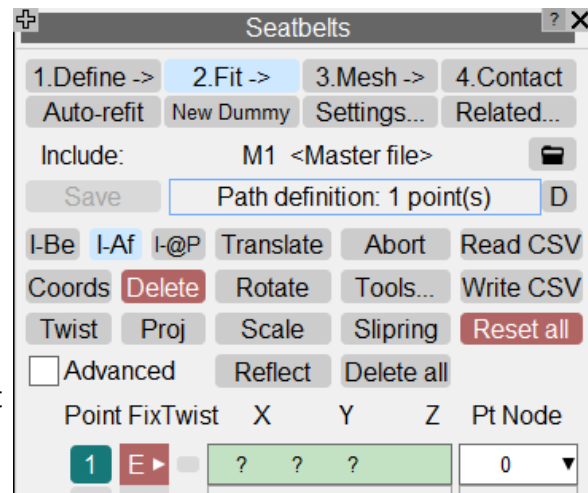 Seatbelts ? X
1.Define -> 2.Fit -> 3.Mesh -> 4.Contact
Auto-refit New Dummy Settings... Related...
Include: M1 <Master file>
Save Path definition: 1 point(s) D
I-Be I-Af I-@P Translate Abort Read CSV
Coords Delete Rotate Tools... Write CSV
Twist Proj Scale Slipring Reset all
Advanced Reflect Delete all
Point FixTwist X Y Z Pt Node
1 E ? ? ? 0